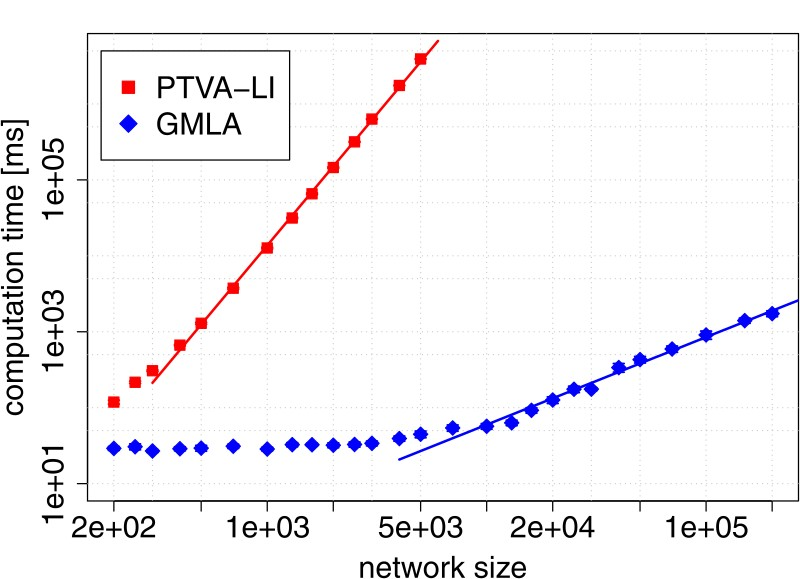 PTVA−LI
GMLA
computation time [ms]
1e+05
1e+03
1e+01
2e+02 1e+03 5e+03 2e+04 1e+05
network size